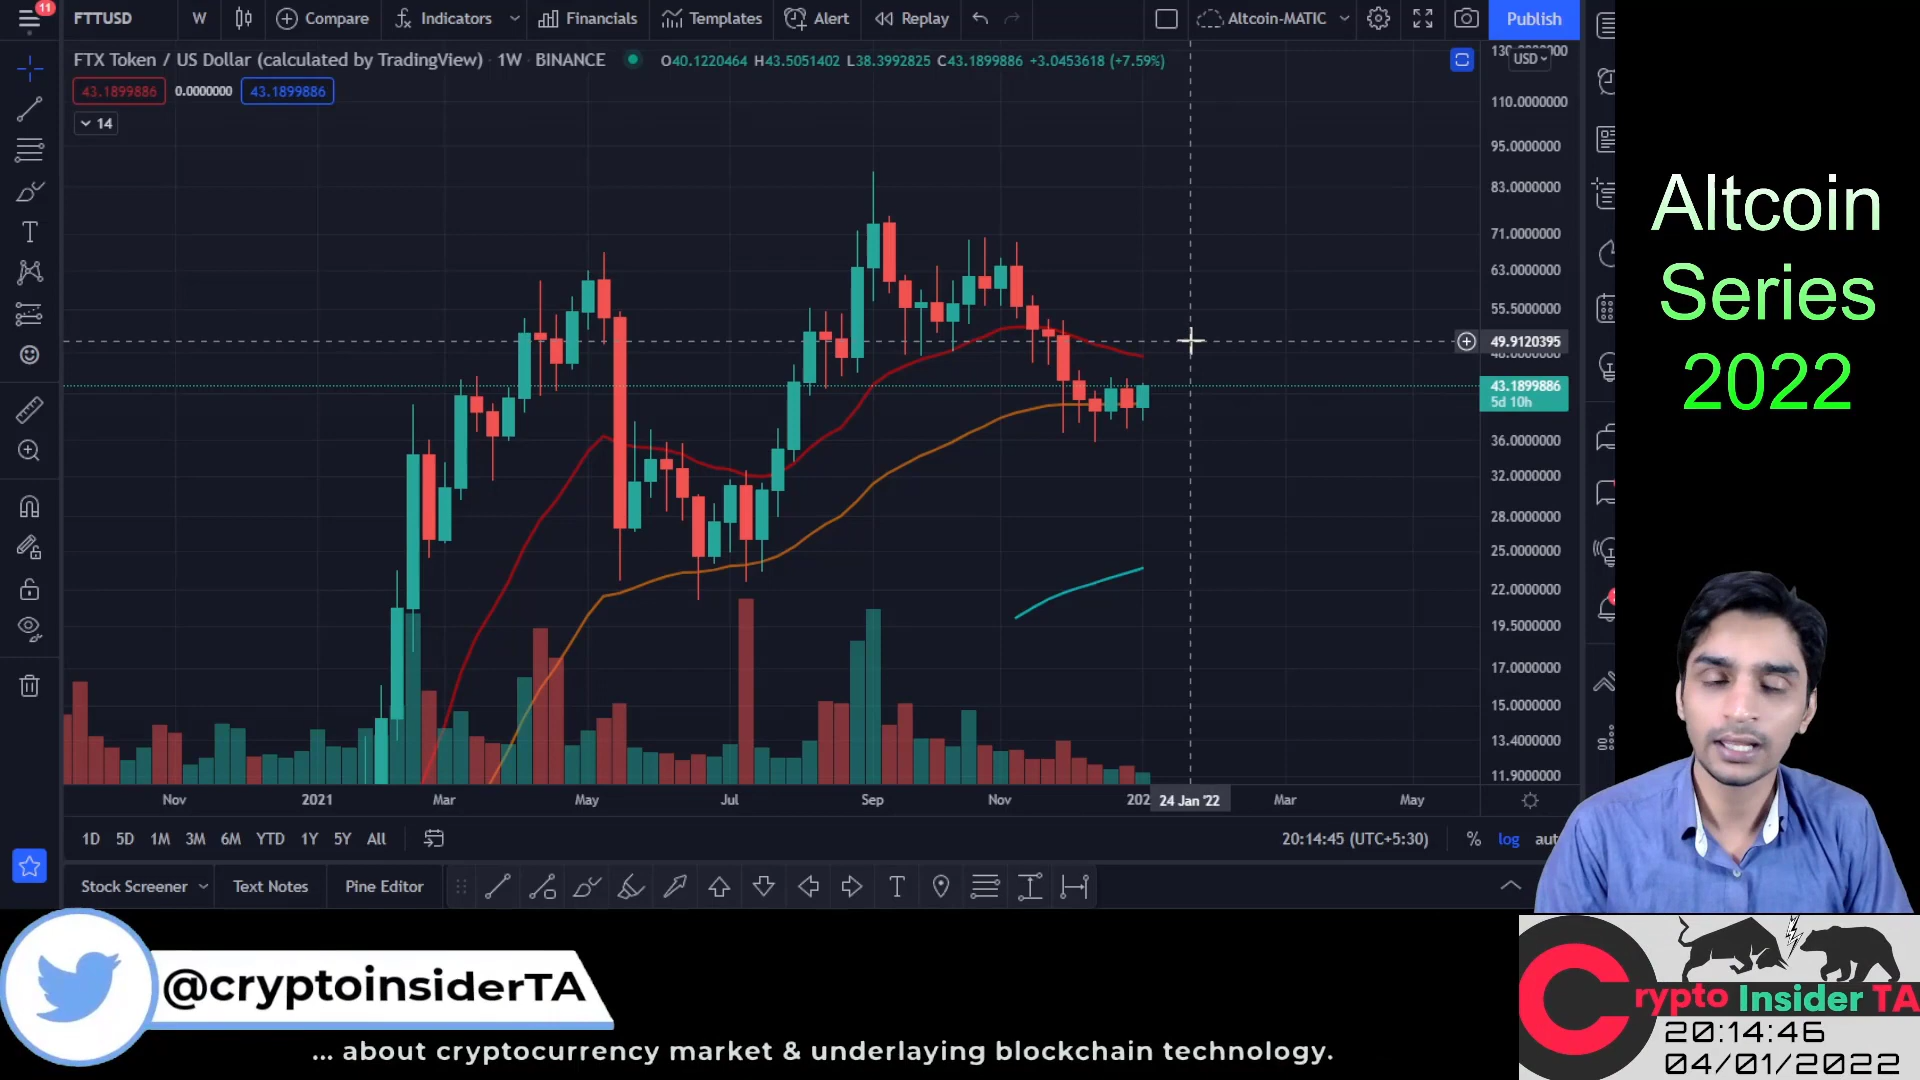 11
FTTUSD
W
Compare
Indicators
Financials
Templates
Alert
Replay
Altcoin-MATIC
Publish
FTX Token / US Dollar (calculated by TradingView) 1W BINANCE
O40.1220464 H43.5051402 L38.3992825 C43.1899886 +3.0453618 (+7.59%)
43.1899886 0.0000000 43.1899886
14
USD
110.0000000
95.0000000
83.0000000
71.0000000
63.0000000
55.5000000
49.9120395
43.1899886
5d 10h
36.0000000
32.0000000
28.0000000
25.0000000
22.0000000
19.5000000
17.0000000
15.0000000
13.4000000
11.9000000
Nov 2021 Mar May Jul Sep Nov 202 24 Jan '22 Mar May
1D 5D 1M 3M 6M YTD 1Y 5Y All
20:14:45 (UTC+5:30)
% log aut
Stock Screener
Text Notes
Pine Editor
Altcoin
Series
2022
@cryptoinsiderTA
... about cryptocurrency market & underlaying blockchain technology.
Crypto Insider TA
20:14:46
04/01/2022